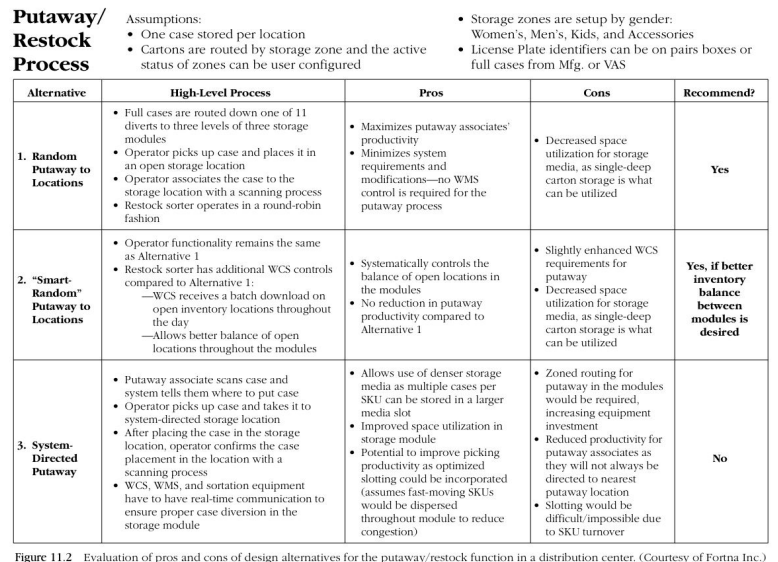 Putaway/
Restock
Process
Assumptions:
• One case stored per location
• Cartons are routed by storage zone and the active
status of zones can be user configured
• Storage zones are setup by gender:
Women's, Men's, Kids, and Accessories
• License Plate identifiers can be on pairs boxes or
full cases from Mfg. or VAS
Alternative
High-Level Process
Pros
Cons
Recommend?
1. Random
Putaway to
Locations
• Full cases are routed down one of 11
diverts to three levels of three storage
modules
• Operator picks up case and places it in
an open storage location
• Operator associates the case to the
storage location with a scanning process
• Restock sorter operates in a round-robin
fashion
• Maximizes putaway associates'
productivity
• Minimizes system
requirements and
modifications—no WMS
control is required for the
putaway process
• Decreased space
utilization for storage
media, as single-deep
carton storage is what
can be utilized
Yes
2. “Smart-
Random”
Putaway to
Locations
• Operator functionality remains the same
as Alternative 1
• Restock sorter has additional WCS controls
compared to Alternative 1:
—WCS receives a batch download on
open inventory locations throughout
the day
—Allows better balance of open
locations throughout the modules
• Systematically controls the
balance of open locations in
the modules
• No reduction in putaway
productivity compared to
Alternative 1
• Slightly enhanced WCS
requirements for
putaway
• Decreased space
utilization for storage
media, as single-deep
carton storage is what
can be utilized
Yes, if better
inventory
balance
between
modules is
desired
3. System-
Directed
Putaway
• Putaway associate scans case and
system tells them where to put case
• Operator picks up case and takes it to
system-directed storage location
• After placing the case in the storage
location, operator confirms the case
placement in the location with a
scanning process
• WCS, WMS, and sortation equipment
have to have real-time communication to
ensure proper case diversion in the
storage module
• Allows use of denser storage
media as multiple cases per
SKU can be stored in a larger
media slot
• Improved space utilization in
storage module
• Potential to improve picking
productivity as optimized
slotting could be incorporated
(assumes fast-moving SKUs
would be dispersed
throughout module to reduce
congestion)
• Zoned routing for
putaway in the modules
would be required,
increasing equipment
investment
• Reduced productivity for
putaway associates as
they will not always be
directed to nearest
putaway location
• Slotting would be
difficult/impossible due
to SKU turnover
No
Figure 11.2 Evaluation of pros and cons of design alternatives for the putaway/restock function in a distribution center. (Courtesy of Fortna Inc.)